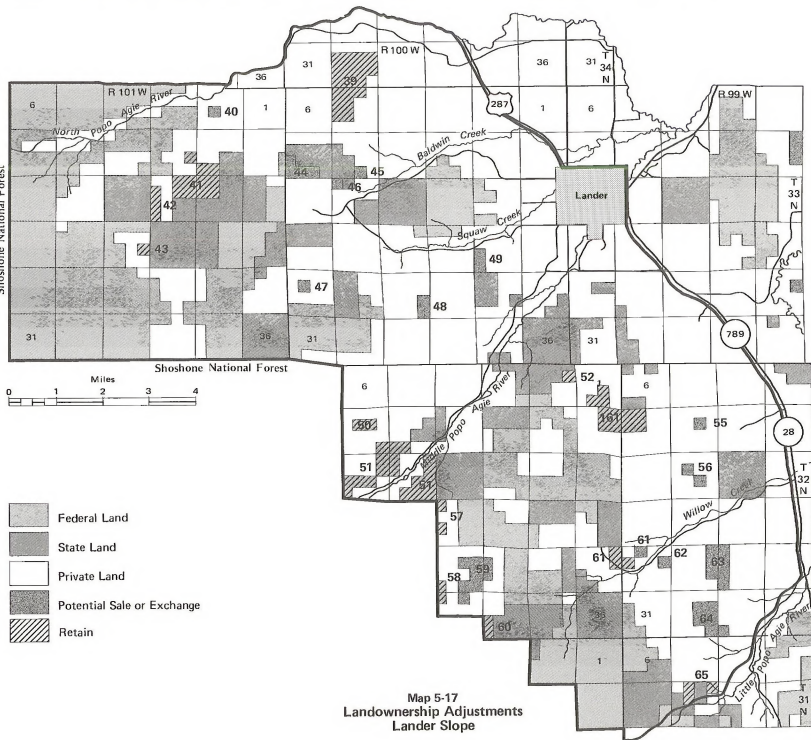 R 100 W
36
31
39
36
31
T
34
N
6
R 101 W
40
1
6
287
1
6
R 99 W
North Popo Agie River
Baldwin Creek
Shoshone National Forest
41
44
45
46
42
Lander
T
33
N
Squaw Creek
43
49
47
48
31
36
31
36
31
789
Shoshone National Forest
Miles
0 1 2 3 4
6
52
6
Middle Popo Agie River
50
161
55
28
51
51
56
T
32
N
57
Willow Creek
61
61
62
63
58
59
60
36
31
64
Little Popo Agie River
1
6
65
T
31
N
Federal Land
State Land
Private Land
Potential Sale or Exchange
Retain
Map 5-17
Landownership Adjustments
Lander Slope